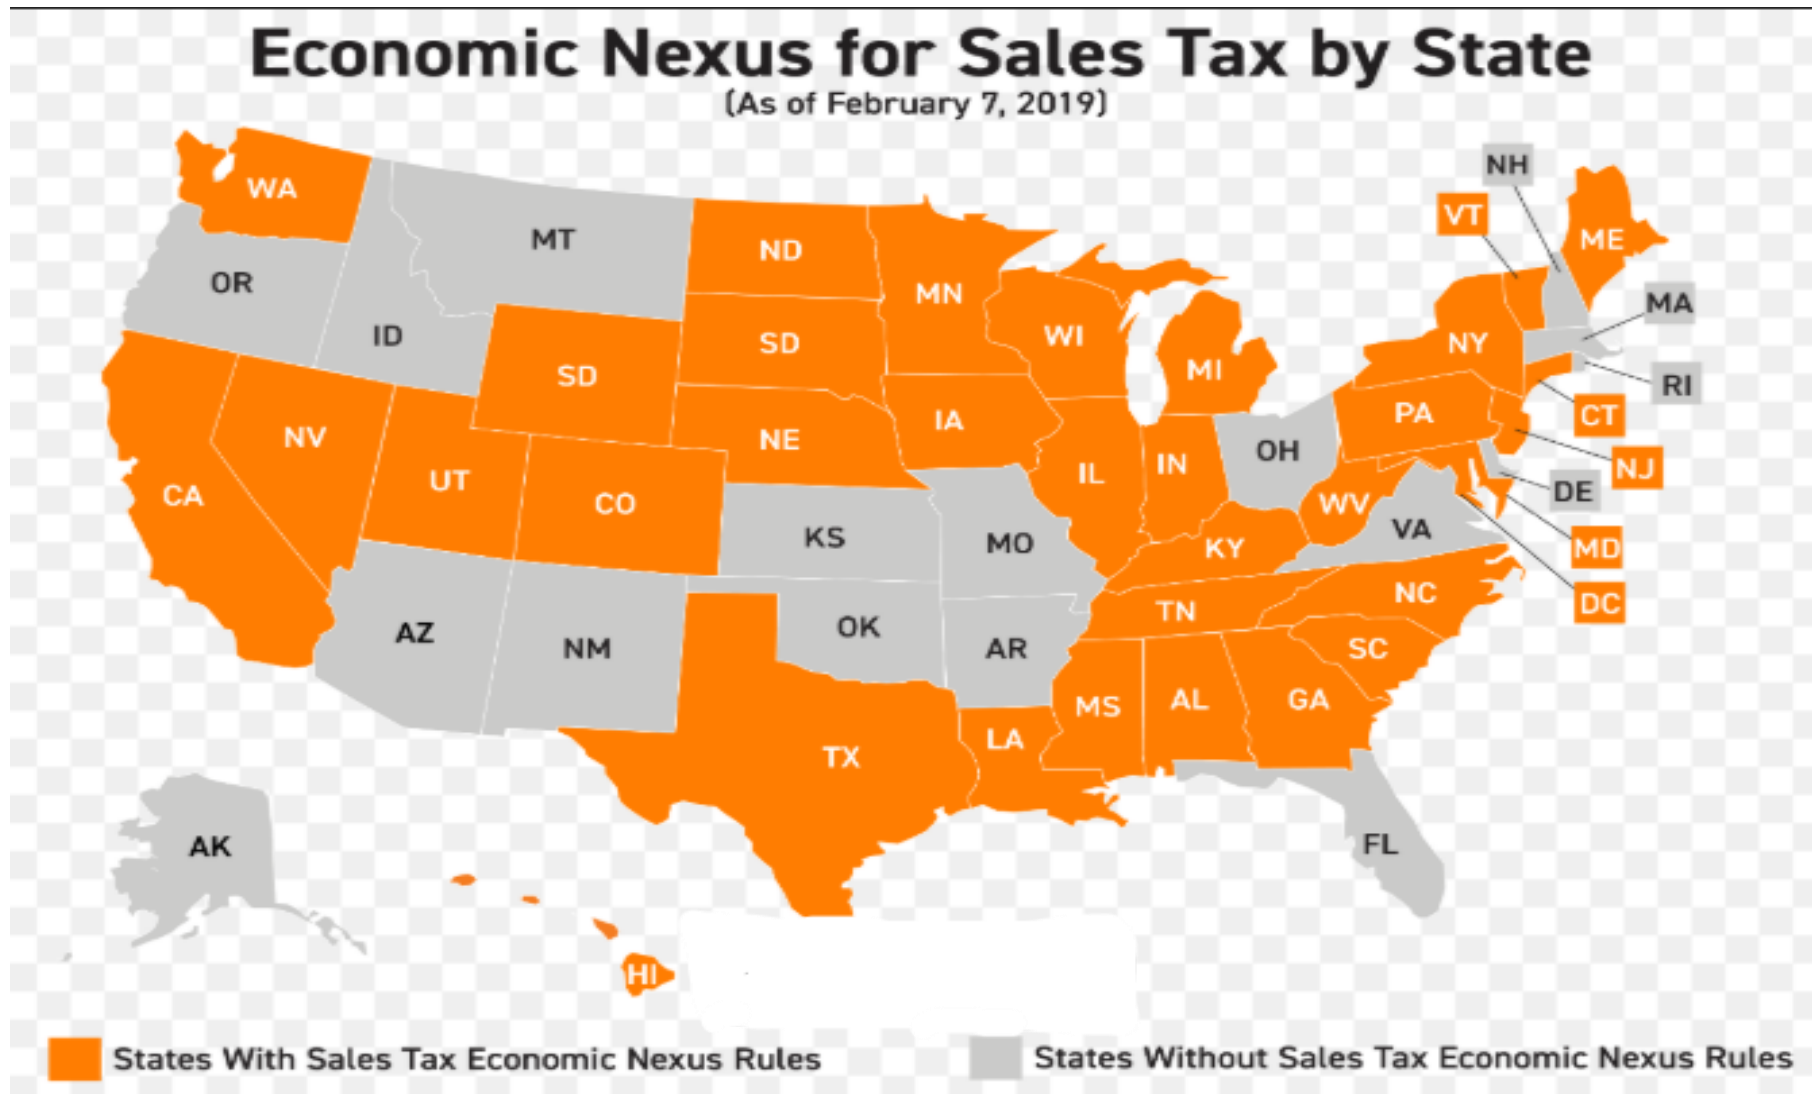 Economic Nexus for Sales Tax by State
(As of February 7, 2019)
NH
WA
VT
ME
MT
ND
OR
MN
MA
ID
WI
SD
NY
SD
MI
RI
PA
CT
IA
NV
NE
OH
NJ
UT
IL
IN
DE
CA
CO
WV
VA
KS
MO
KY
MD
NC
DC
TN
AZ
OK
NM
AR
SC
MS
AL
GA
LA
TX
AK
FL
HI
States With Sales Tax Economic Nexus Rules
States Without Sales Tax Economic Nexus Rules